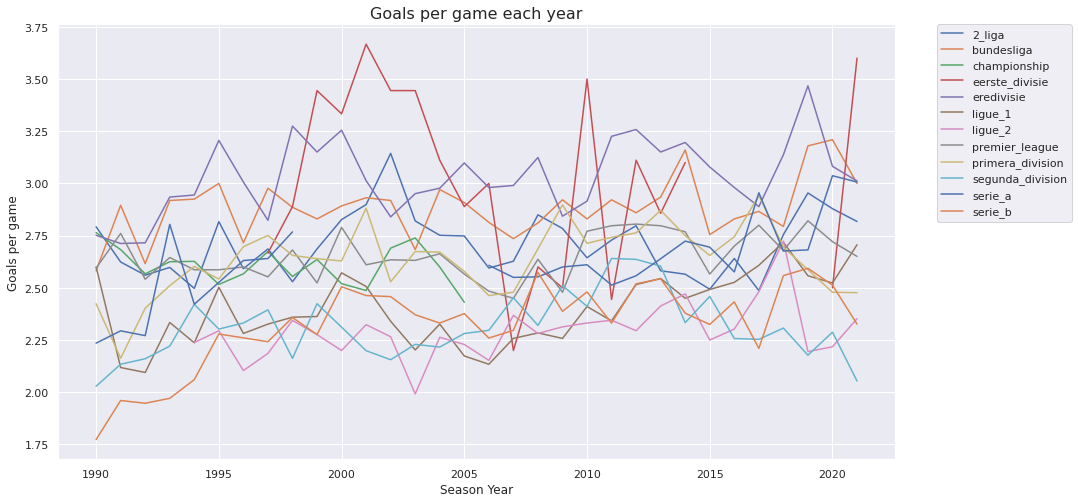 Goals per game each year
Goals per game
3.75
3.50
3.25
3.00
2.75
2.50
2.25
2.00
1.75
1990
1995
2000
2005
2010
2015
2020
Season Year
2_liga
bundesliga
championship
eerste_divisie
eredivisie
ligue_1
ligue_2
premier_league
primera_division
segunda_division
serie_a
serie_b